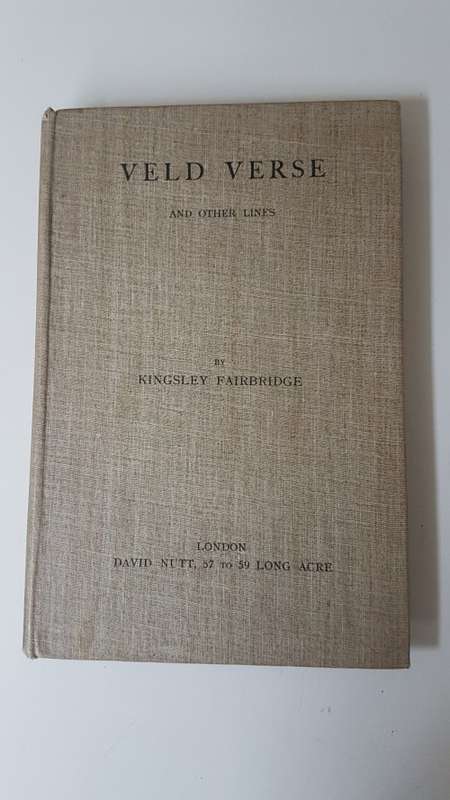 VELD VERSE
AND OTHER LINES
BY
KINGSLEY FAIRBRIDGE
LONDON
DAVID NUTT, 57 TO 59 LONG ACRE